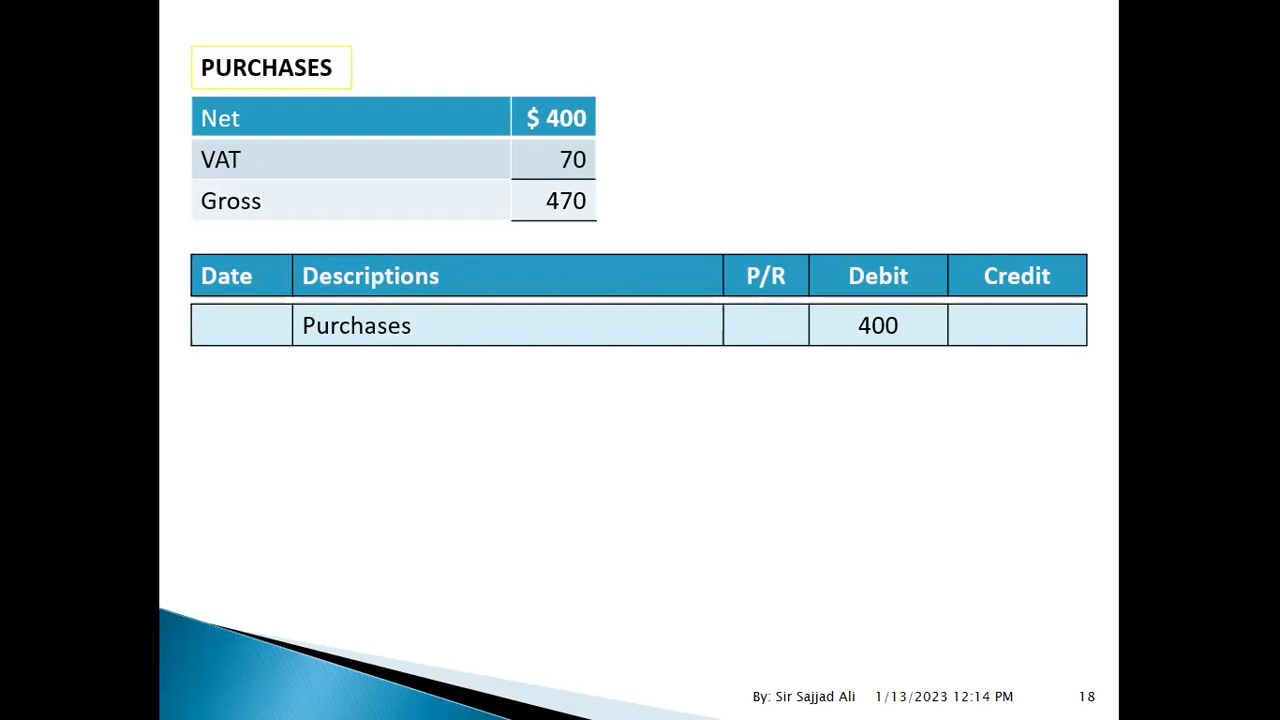 PURCHASES
Net $ 400
VAT 70
Gross 470
Date Descriptions P/R Debit Credit
Purchases 400
By: Sir Sajjad Ali 1/13/2023 12:14 PM 18